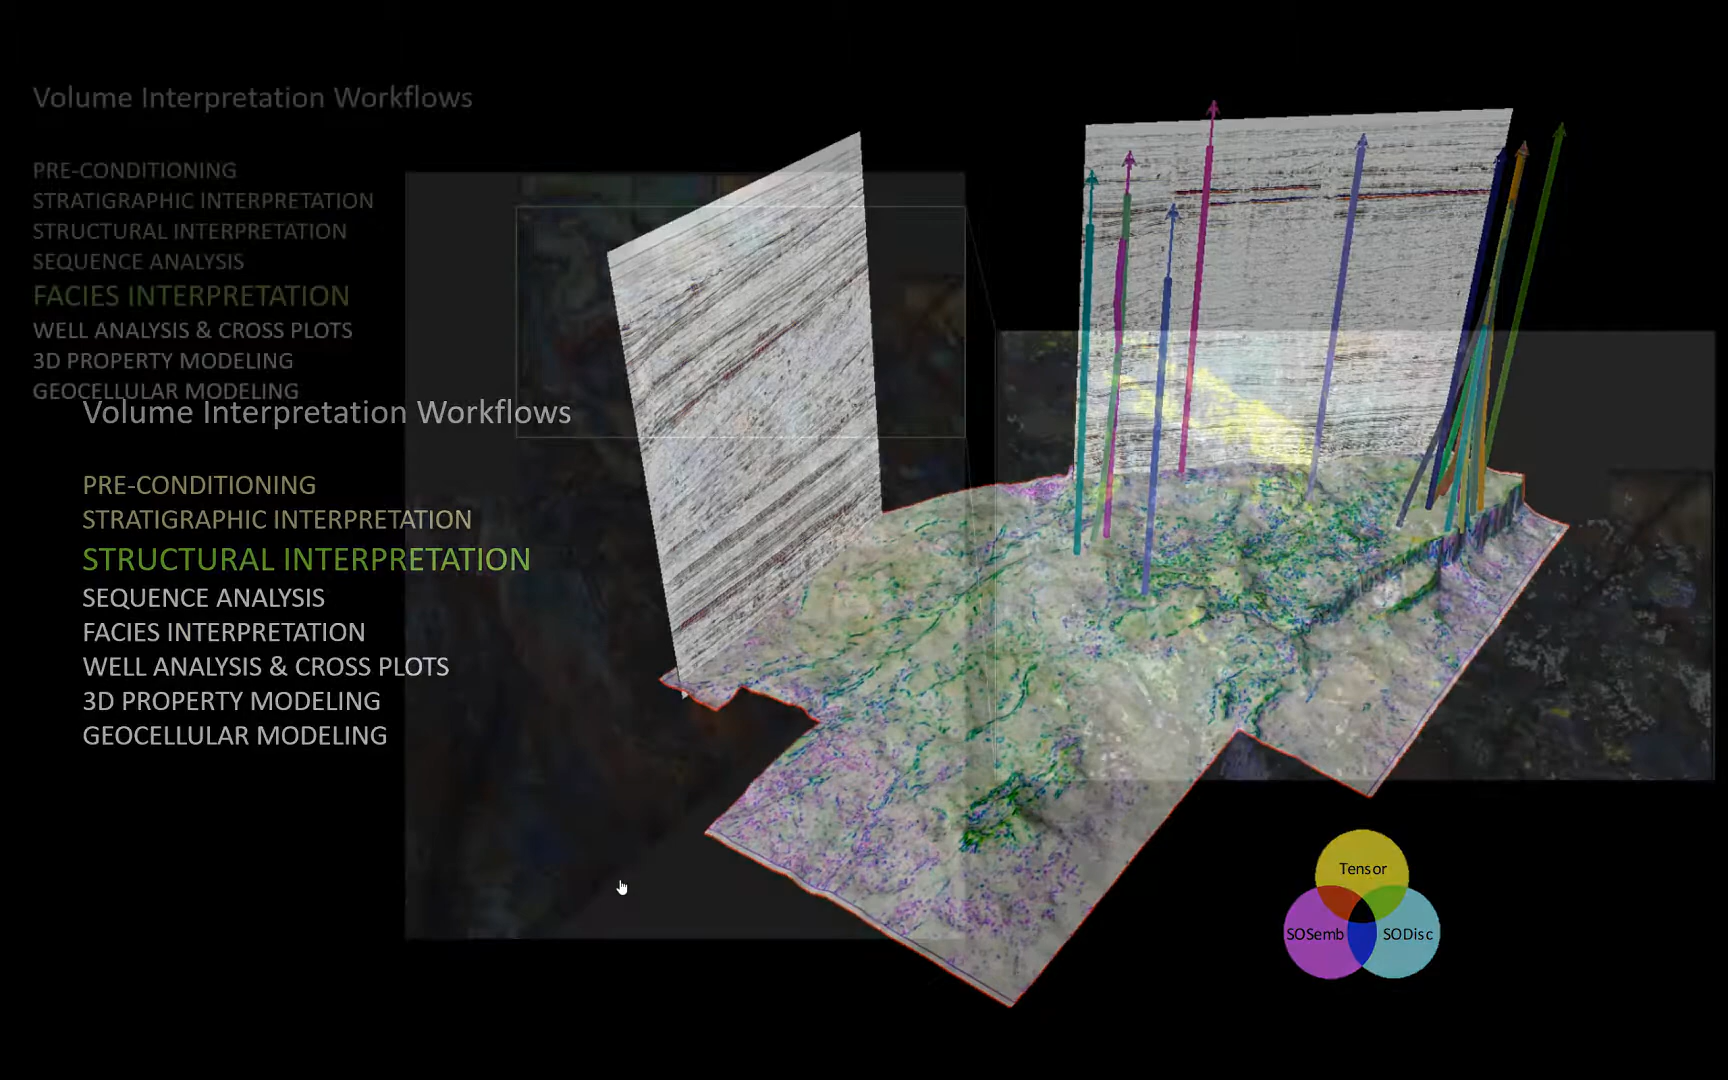 Volume Interpretation Workflows
PRE-CONDITIONING
STRATIGRAPHIC INTERPRETATION
STRUCTURAL INTERPRETATION
SEQUENCE ANALYSIS
FACIES INTERPRETATION
WELL ANALYSIS & CROSS PLOTS
3D PROPERTY MODELING
GEOCELLULAR MODELING
Volume Interpretation Workflows
PRE-CONDITIONING
STRATIGRAPHIC INTERPRETATION
STRUCTURAL INTERPRETATION
SEQUENCE ANALYSIS
FACIES INTERPRETATION
WELL ANALYSIS & CROSS PLOTS
3D PROPERTY MODELING
GEOCELLULAR MODELING
Tensor
SOSemb
SODisc